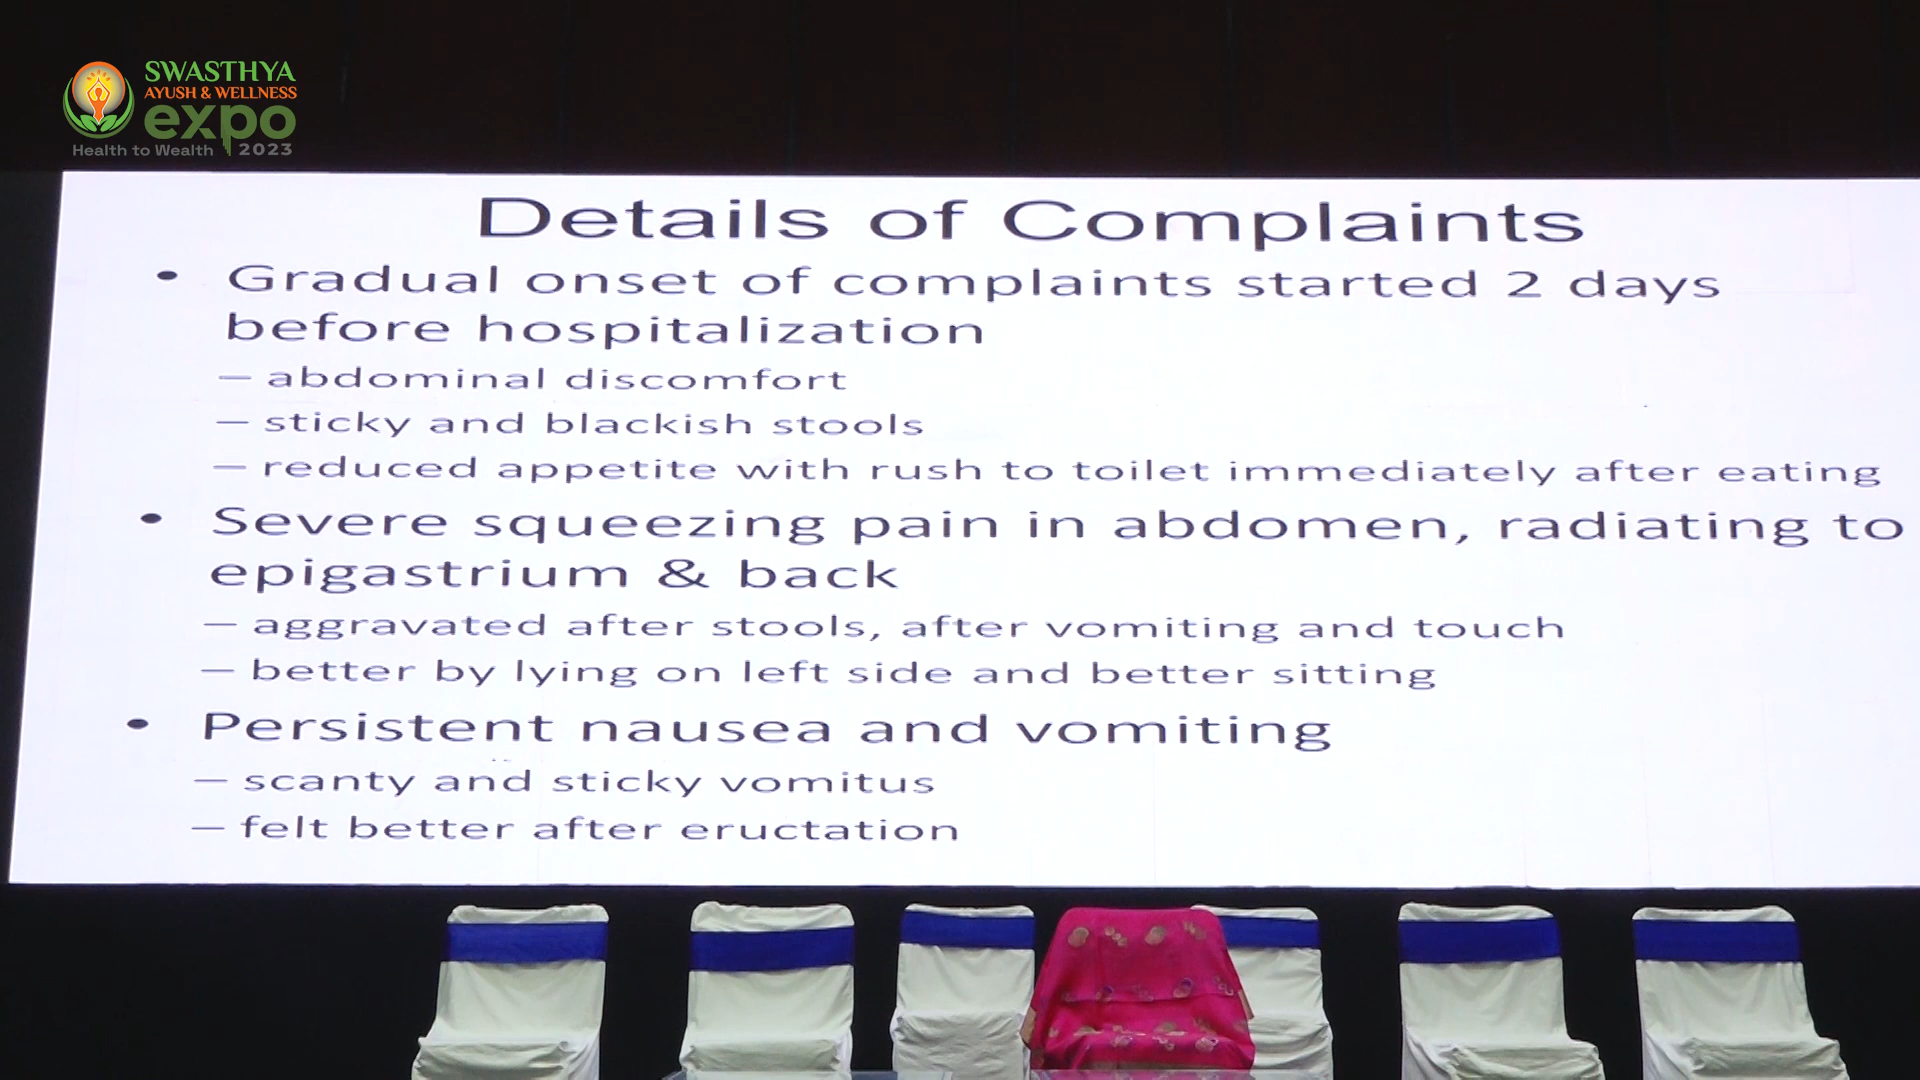 SWASTHYA
AYUSH & WELLNESS
expo
Health to Wealth 2023
Details of Complaints
• Gradual onset of complaints started 2 days
before hospitalization
– abdominal discomfort
– sticky and blackish stools
– reduced appetite with rush to toilet immediately after eating
• Severe squeezing pain in abdomen, radiating to
epigastrium & back
– aggravated after stools, after vomiting and touch
– better by lying on left side and better sitting
• Persistent nausea and vomiting
– scanty and sticky vomitus
– felt better after eructation